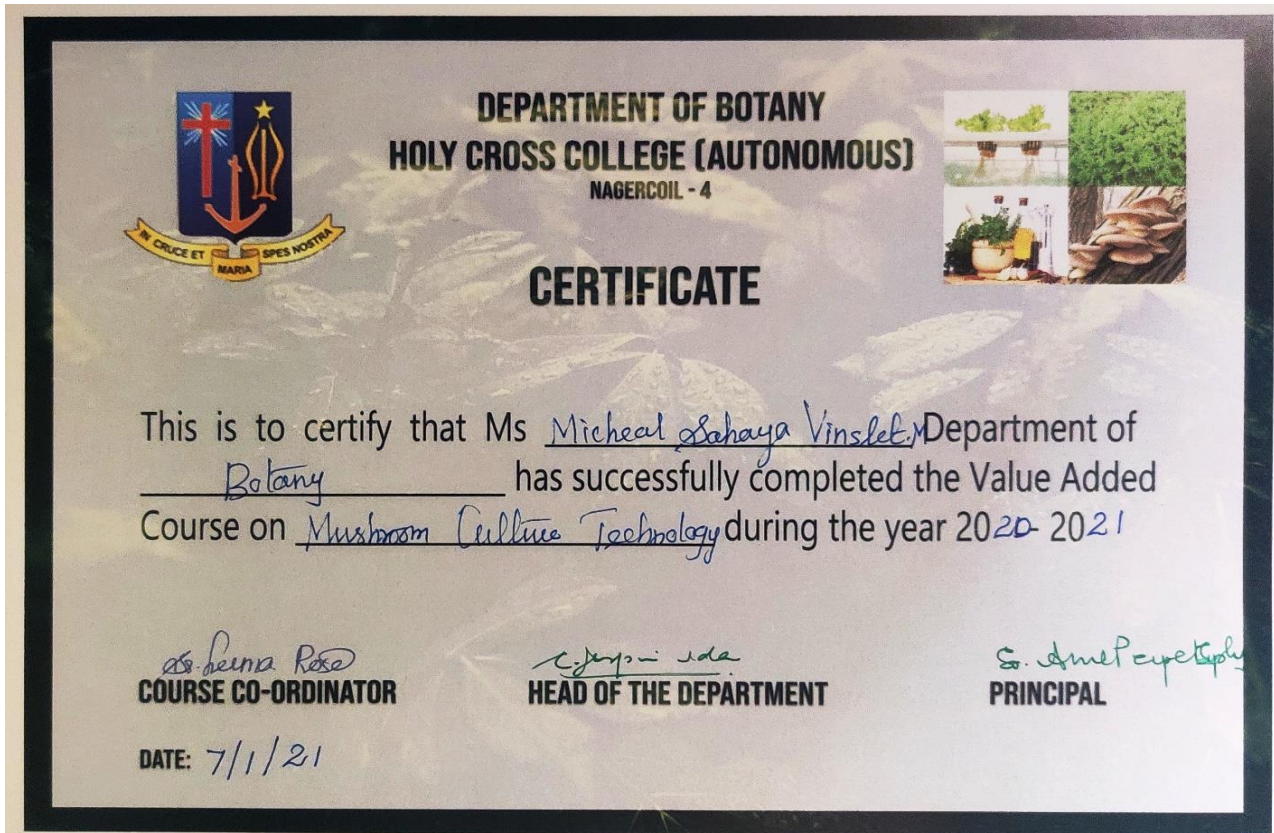 IN CRUCE ET MARIA SPES NOSTRA
DEPARTMENT OF BOTANY
HOLY CROSS COLLEGE (AUTONOMOUS)
NAGERCOIL - 4
CERTIFICATE
This is to certify that Ms Micheal Sahaya Vinslet.M Department of
Botany has successfully completed the Value Added
Course on Mushroom Culture Technology during the year 2020-2021
Leema Rose
COURSE CO-ORDINATOR
HEAD OF THE DEPARTMENT
PRINCIPAL
DATE: 7/1/21